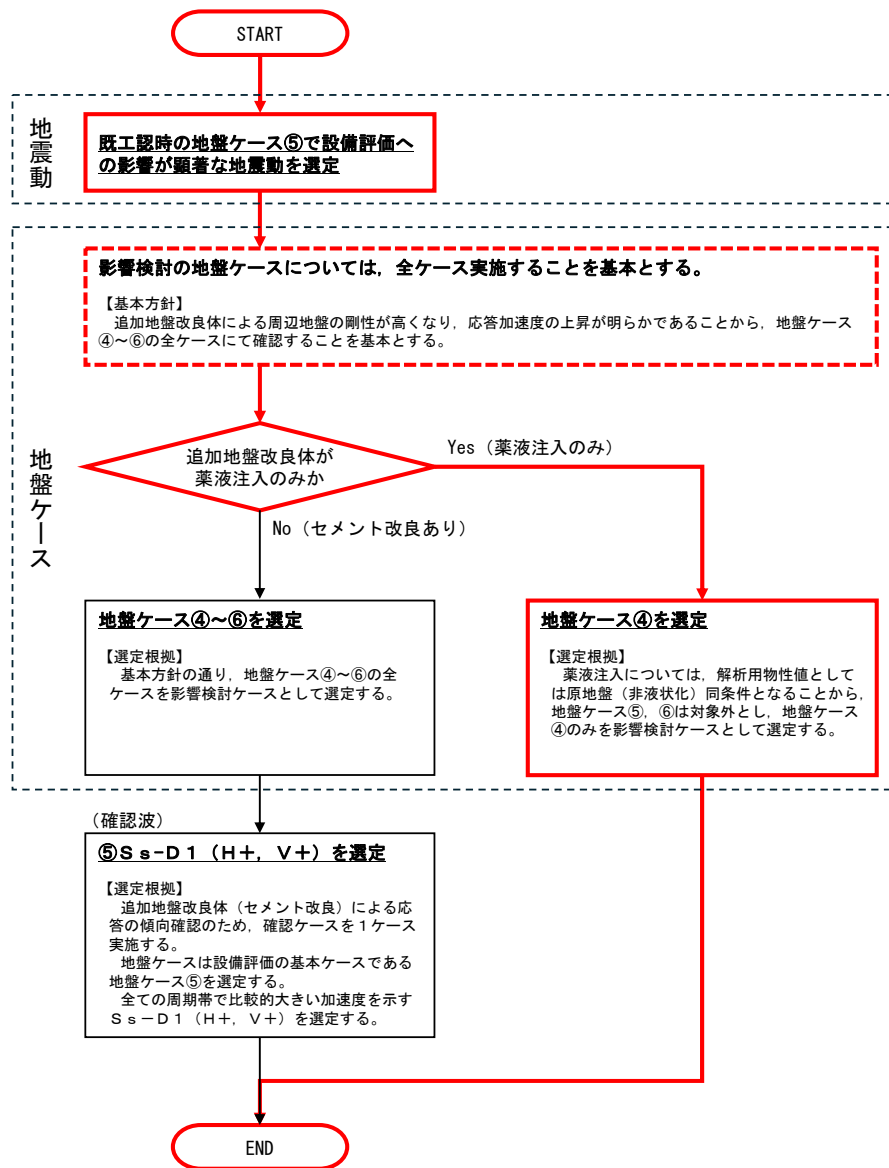 START
地震動
既工認時の地盤ケース⑤で設備評価へ
の影響が顕著な地震動を選定
地盤ケース
影響検討の地盤ケースについては，全ケース実施することを基本とする。
【基本方針】
追加地盤改良体による周辺地盤の剛性が高くなり，応答加速度の上昇が明らかであることから，地盤ケース
④～⑥の全ケースにて確認することを基本とする。
追加地盤改良体が
薬液注入のみか
Yes（薬液注入のみ）
No（セメント改良あり）
地盤ケース④～⑥を選定
【選定根拠】
基本方針の通り，地盤ケース④～⑥の全
ケースを影響検討ケースとして選定する。
地盤ケース④を選定
【選定根拠】
薬液注入については，解析用物性値として
は原地盤（非液状化）同条件となることから，
地盤ケース⑤，⑥は対象外とし，地盤ケース
④のみを影響検討ケースとして選定する。
（確認波）
⑤Ｓｓ-Ｄ１（Ｈ＋，Ｖ＋）を選定
【選定根拠】
追加地盤改良体（セメント改良）による応
答の傾向確認のため，確認ケースを１ケース
実施する。
地盤ケースは設備評価の基本ケースである
地盤ケース⑤を選定する。
全ての周期帯で比較的大きい加速度を示す
Ｓｓ－Ｄ１（Ｈ＋，Ｖ＋）を選定する。
END